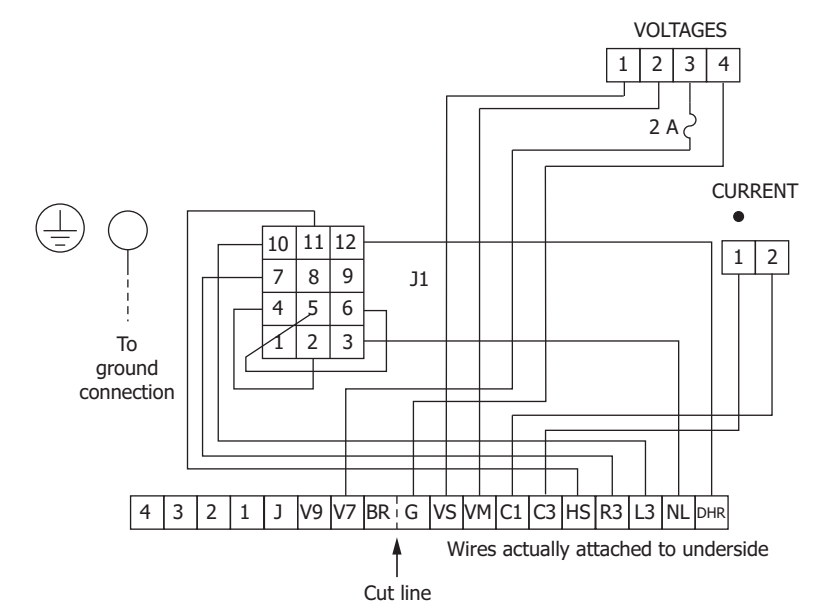 VOLTAGES
1 2 3 4
2 A
CURRENT
1 2
10 11 12
7 8 9
J1
4 5 6
1 2 3
To
ground
connection
4 3 2 1 J V9 V7 BR G VS VM C1 C3 HS R3 L3 NL DHR
Wires actually attached to underside
Cut line